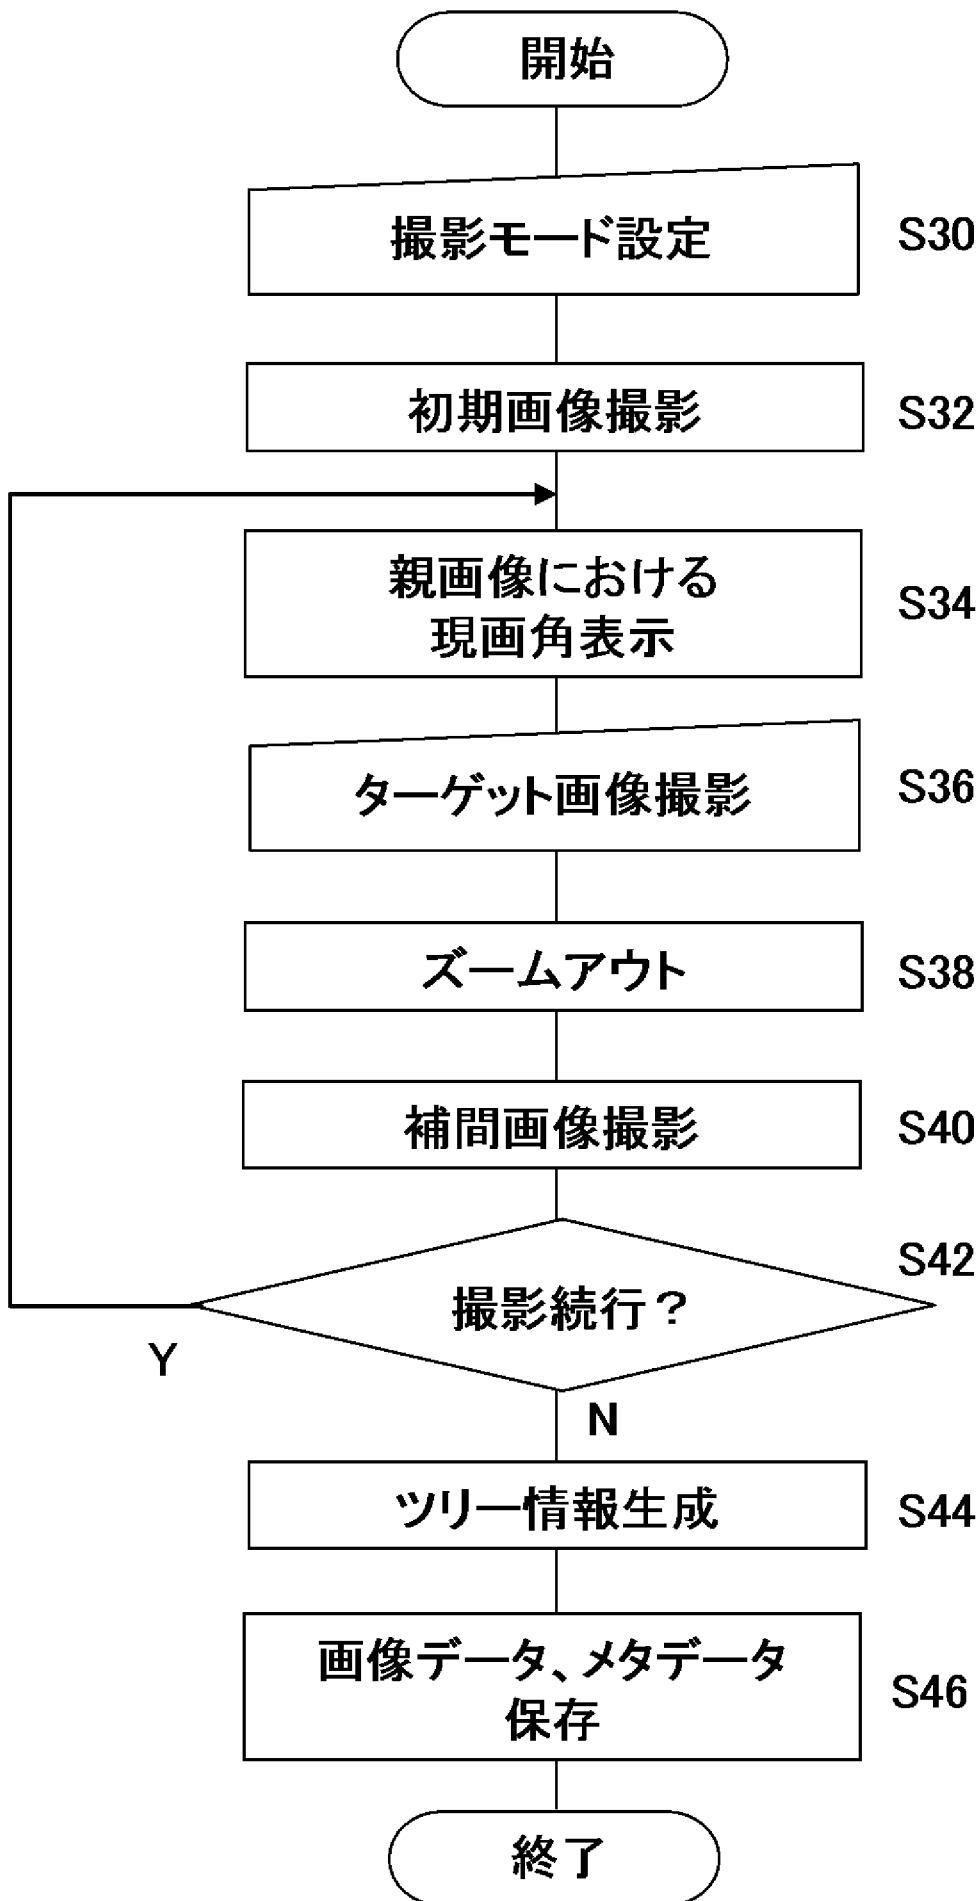 開始
撮影モード設定
S30
初期画像撮影
S32
親画像における
現画角表示
S34
ターゲット画像撮影
S36
ズームアウト
S38
補間画像撮影
S40
撮影続行？
S42
Y
N
ツリー情報生成
S44
画像データ、メタデータ
保存
S46
終了